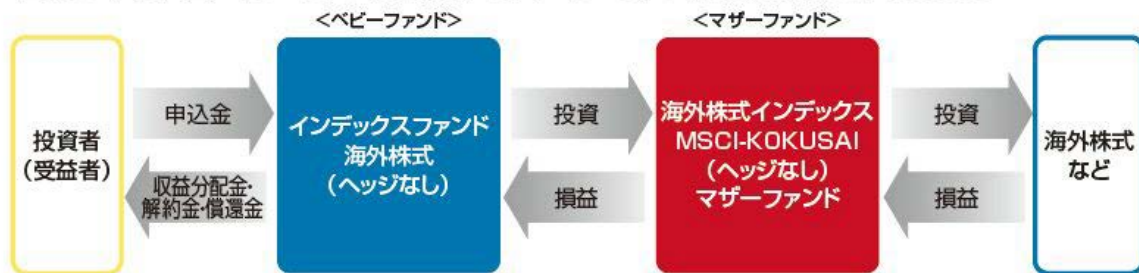 <ベビーファンド>
<マザーファンド>
投資者
(受益者)
申込金
収益分配金・
解約金・償還金
インデックスファンド
海外株式
(ヘッジなし)
投資
損益
海外株式インデックス
MSCI-KOKUSAI
(ヘッジなし)
マザーファンド
投資
損益
海外株式
など